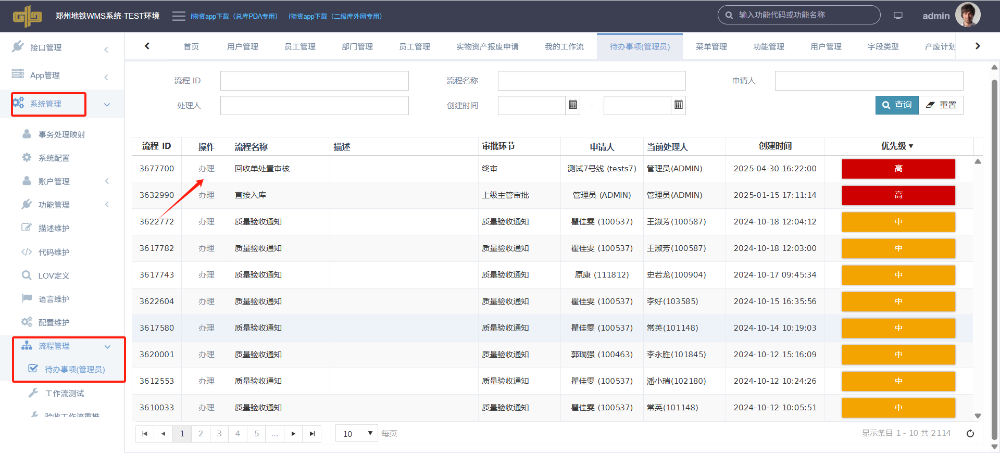 郑州地铁WMS系统-TEST环境
i物资app下载（总库PDA专用）
i物资app下载（二级库外网专用）
输入功能代码或功能名称
admin
首页 用户管理 员工管理 部门管理 员工管理 实物资产报废申请 我的工作流 待办事项(管理员) 菜单管理 功能管理 用户管理 字段类型 产废计划
接口管理
App管理
系统管理
事务处理映射
系统配置
账户管理
功能管理
描述维护
代码维护
LOV定义
语言维护
配置维护
流程管理
待办事项(管理员)
工作流测试
验收工作流重推
流程 ID 流程名称 申请人
处理人 创建时间 - 查询 重置
流程 ID 操作 流程名称 描述 审批环节 申请人 当前处理人 创建时间 优先级▼
3677700 办理 回收单处置审核 终审 测试7号线 (tests7) 管理员(ADMIN) 2025-04-30 16:22:00 高
3632990 办理 直接入库 上级主管审批 管理员 (ADMIN) 管理员(ADMIN) 2025-01-15 17:11:14 高
3622772 办理 质量验收通知 质量验收通知 瞿佳雯 (100537) 王淑芳(100587) 2024-10-18 12:04:12 中
3617782 办理 质量验收通知 质量验收通知 瞿佳雯 (100537) 王淑芳(100587) 2024-10-18 12:03:00 中
3617743 办理 质量验收通知 质量验收通知 原康 (111812) 史若龙(100904) 2024-10-17 09:45:34 中
3622604 办理 质量验收通知 质量验收通知 瞿佳雯 (100537) 李好(103585) 2024-10-15 16:35:56 中
3617580 办理 质量验收通知 质量验收通知 瞿佳雯 (100537) 常英(101148) 2024-10-14 10:19:03 中
3620001 办理 质量验收通知 质量验收通知 郭瑞强 (100463) 李永胜(101845) 2024-10-12 15:16:09 中
3612553 办理 质量验收通知 质量验收通知 瞿佳雯 (100537) 潘小瑞(102180) 2024-10-12 10:24:26 中
3610033 办理 质量验收通知 质量验收通知 瞿佳雯 (100537) 常英(101148) 2024-10-12 10:05:51 中
1 2 3 4 5 ... 10 每页 显示条目 1 - 10 共 2114